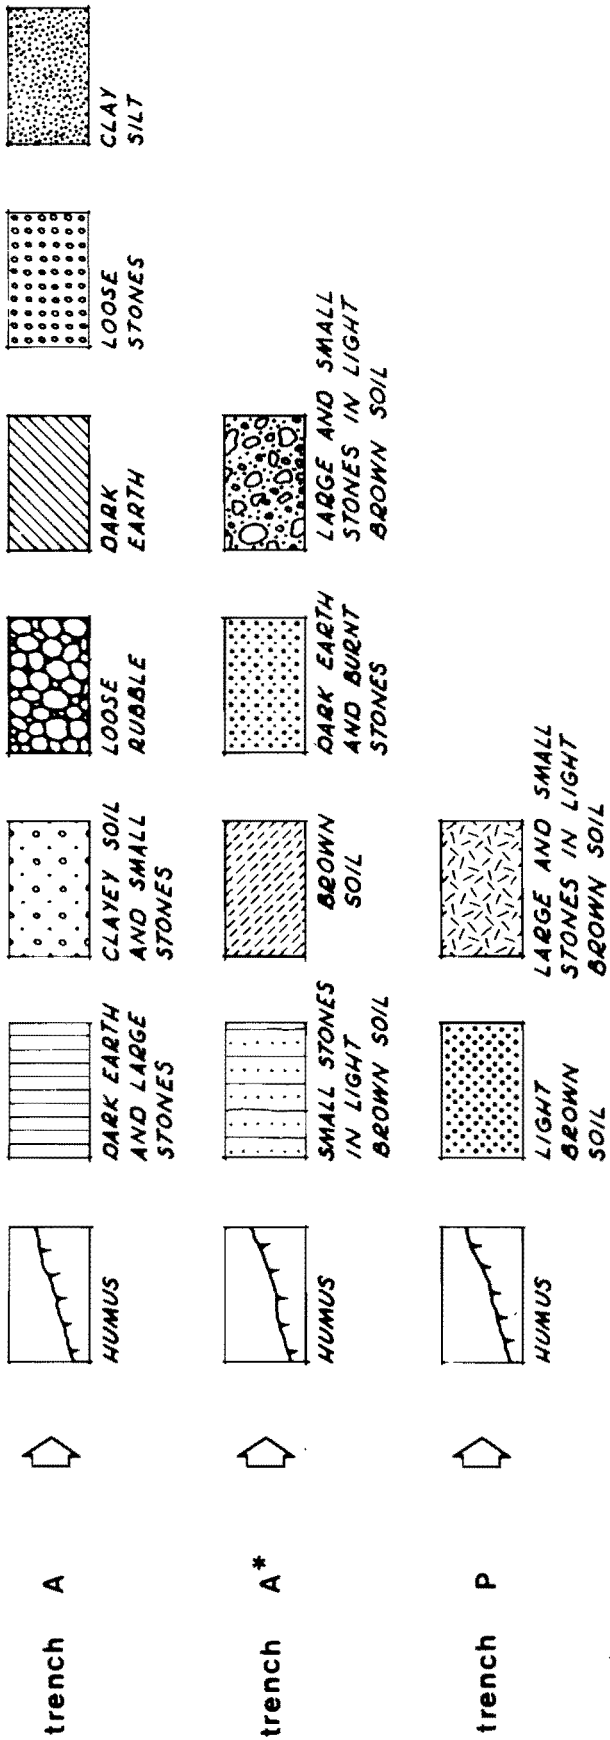 trench A
HUMUS
DARK EARTH
AND LARGE
STONES
CLAYEY SOIL
AND SMALL
STONES
LOOSE
RUBBLE
DARK
EARTH
LOOSE
STONES
CLAY
SILT
trench A*
HUMUS
SMALL STONES
IN LIGHT
BROWN SOIL
BROWN
SOIL
DARK EARTH
AND BURNT
STONES
LARGE AND SMALL
STONES IN LIGHT
BROWN SOIL
trench P
HUMUS
LIGHT
BROWN
SOIL
LARGE AND SMALL
STONES IN LIGHT
BROWN SOIL